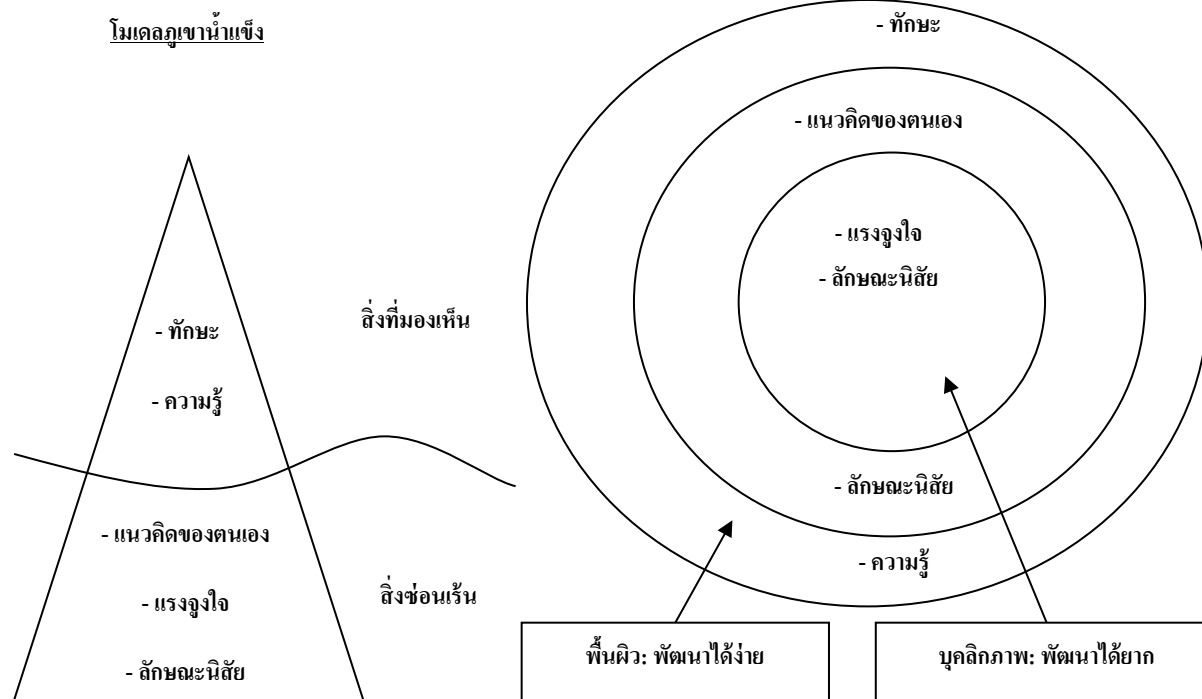 โมเดลภูเขาน้ำแข็ง
- ทักษะ
- ความรู้
สิ่งที่มองเห็น
- แนวคิดของตนเอง
- แรงจูงใจ
- ลักษณะนิสัย
สิ่งซ่อนเร้น
- ทักษะ
- แนวคิดของตนเอง
- แรงจูงใจ
- ลักษณะนิสัย
- ลักษณะนิสัย
- ความรู้
พื้นผิว: พัฒนาได้ง่าย
บุคลิกภาพ: พัฒนาได้ยาก